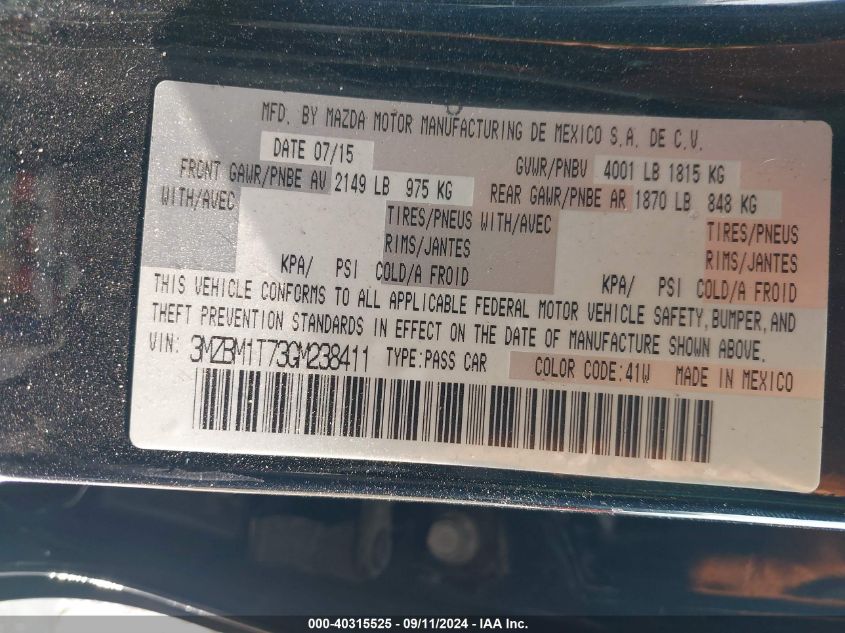 MFD. BY MAZDA MOTOR MANUFACTURING DE MEXICO S.A. DE C.V.
DATE 07/15 GVWR/PNBV 4001 LB 1815 KG
FRONT GAWR/PNBE AV 2149 LB 975 KG REAR GAWR/PNBE AR 1870 LB 848 KG
WITH/AVEC TIRES/PNEUS WITH/AVEC TIRES/PNEUS
RIMS/JANTES RIMS/JANTES
KPA/ PSI COLD/A FROID KPA/ PSI COLD/A FROID
THIS VEHICLE CONFORMS TO ALL APPLICABLE FEDERAL MOTOR VEHICLE SAFETY, BUMPER, AND
THEFT PREVENTION STANDARDS IN EFFECT ON THE DATE OF MANUFACTURE SHOWN ABOVE.
VIN: 3MZBM1T73GM238411 TYPE:PASS CAR COLOR CODE:41W MADE IN MEXICO
000-40315525 - 09/11/2024 - IAA Inc.